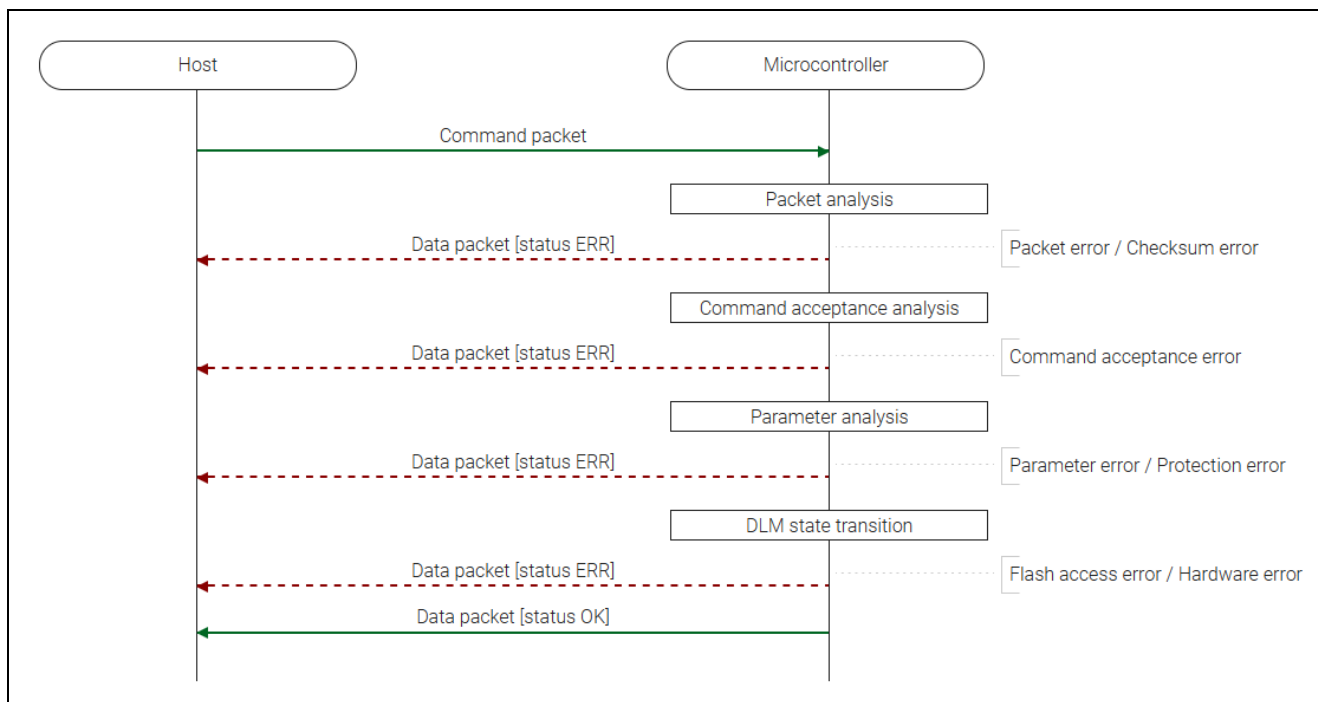 Host
Microcontroller
Command packet
Packet analysis
Data packet [status ERR]
Packet error / Checksum error
Command acceptance analysis
Data packet [status ERR]
Command acceptance error
Parameter analysis
Data packet [status ERR]
Parameter error / Protection error
DLM state transition
Data packet [status ERR]
Flash access error / Hardware error
Data packet [status OK]